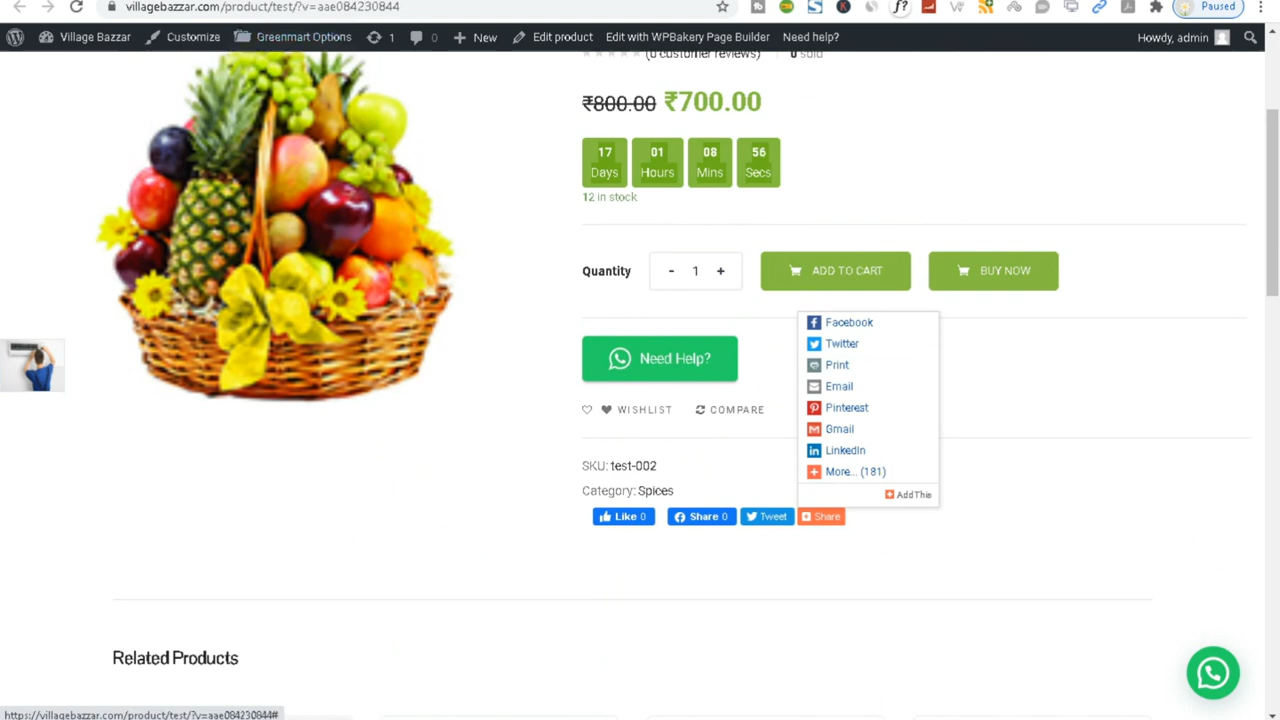 villagebazzar.com/product/test/?v=aae084230844
Paused
Village Bazzar Customize Greenmart Options 1 0 New Edit product Edit with WPBakery Page Builder Need help? Howdy, admin
(0 customer reviews) 0 sold
₹800.00 ₹700.00
17 01 08 56
Days Hours Mins Secs
12 in stock
Quantity - 1 + ADD TO CART BUY NOW
Facebook
Twitter
Need Help?
Print
Email
Pinterest
WISHLIST COMPARE
Gmail
LinkedIn
SKU: test-002
More... (181)
Category: Spices
AddThis
Like 0 Share 0 Tweet Share
Related Products
https://villagebazzar.com/product/test/?v=aae084230844#